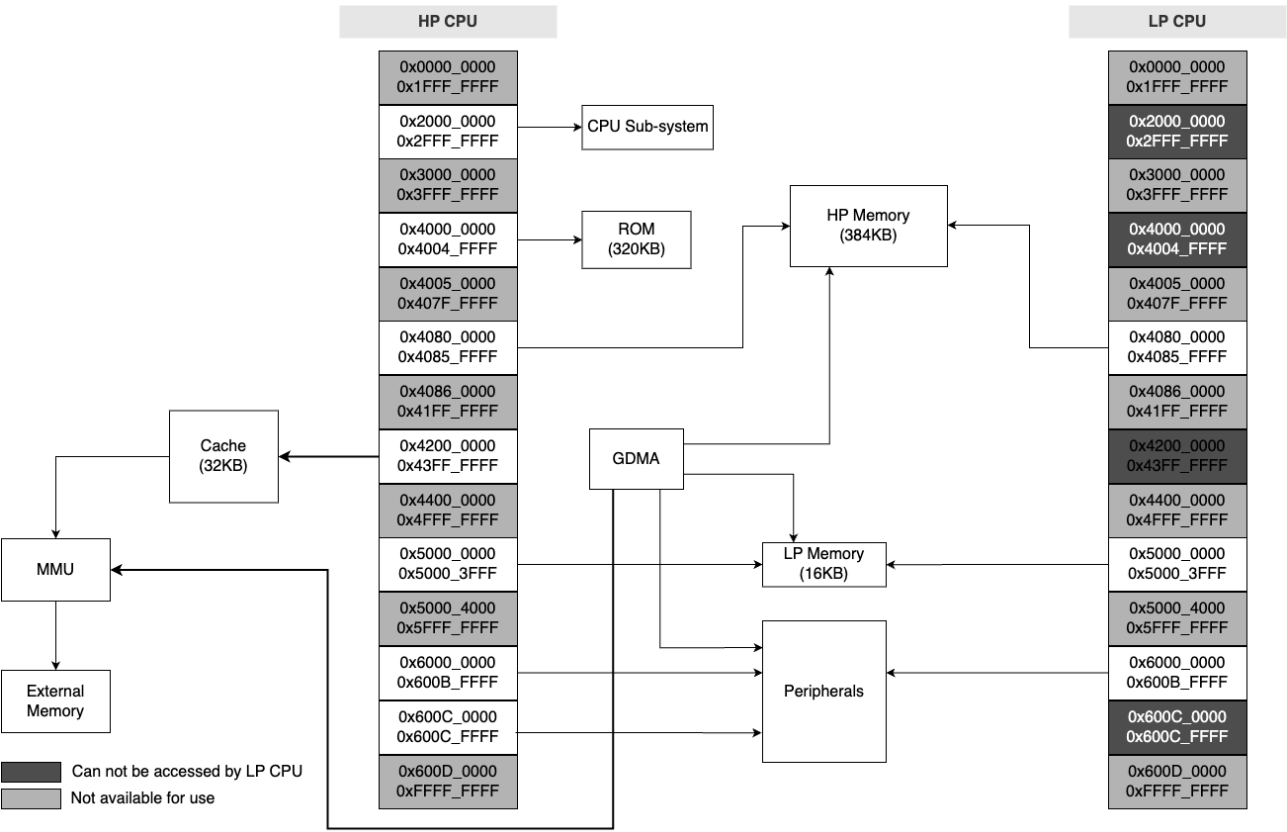 HP CPU
0x0000_0000
0x1FFF_FFFF
0x2000_0000
0x2FFF_FFFF
0x3000_0000
0x3FFF_FFFF
0x4000_0000
0x4004_FFFF
0x4005_0000
0x407F_FFFF
0x4080_0000
0x4085_FFFF
0x4086_0000
0x41FF_FFFF
0x4200_0000
0x43FF_FFFF
0x4400_0000
0x4FFF_FFFF
0x5000_0000
0x5000_3FFF
0x5000_4000
0x5FFF_FFFF
0x6000_0000
0x600B_FFFF
0x600C_0000
0x600C_FFFF
0x600D_0000
0xFFFF_FFFF
CPU Sub-system
ROM
(320KB)
HP Memory
(384KB)
Cache
(32KB)
GDMA
MMU
LP Memory
(16KB)
External
Memory
Peripherals
LP CPU
0x0000_0000
0x1FFF_FFFF
0x2000_0000
0x2FFF_FFFF
0x3000_0000
0x3FFF_FFFF
0x4000_0000
0x4004_FFFF
0x4005_0000
0x407F_FFFF
0x4080_0000
0x4085_FFFF
0x4086_0000
0x41FF_FFFF
0x4200_0000
0x43FF_FFFF
0x4400_0000
0x4FFF_FFFF
0x5000_0000
0x5000_3FFF
0x5000_4000
0x5FFF_FFFF
0x6000_0000
0x600B_FFFF
0x600C_0000
0x600C_FFFF
0x600D_0000
0xFFFF_FFFF
Can not be accessed by LP CPU
Not available for use